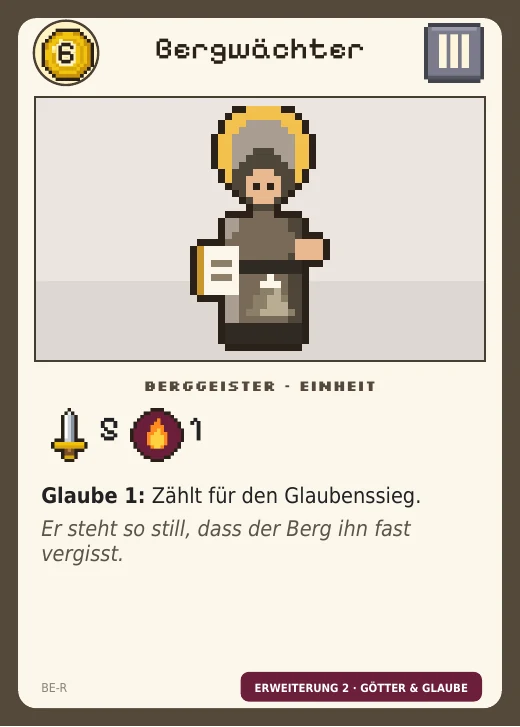 6
Bergwächter
III
BERGGEISTER - EINHEIT
8
1
Glaube 1: Zählt für den Glaubenssieg.
Er steht so still, dass der Berg ihn fast
vergisst.
BE-R
ERWEITERUNG 2 · GÖTTER & GLAUBE